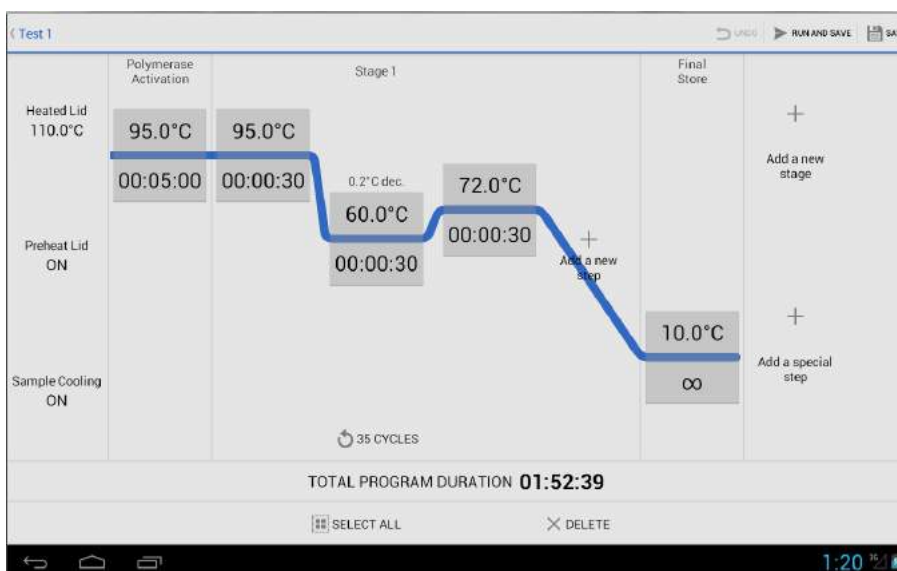 Test 1
UNDO
RUN AND SAVE
Polymerase
Activation
Stage 1
Final
Store
Heated Lid
110.0°C
Preheat Lid
ON
Sample Cooling
ON
95.0°C
00:05:00
95.0°C
00:00:30
0.2°C dec.
60.0°C
00:00:30
72.0°C
00:00:30
Add a new
step
10.0°C
∞
Add a new
stage
Add a special
step
35 CYCLES
TOTAL PROGRAM DURATION 01:52:39
SELECT ALL
DELETE
1:20